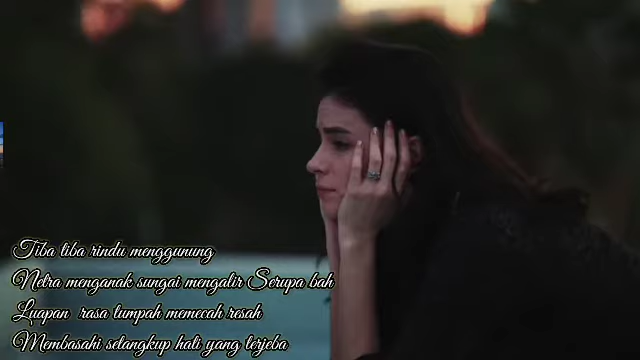 Tiba tiba rindu menggunung
Netra menganak sungai mengalir Serupa bah
Luapan rasa tumpah memecah resah
Membasahi setangkup hati yang terjeba